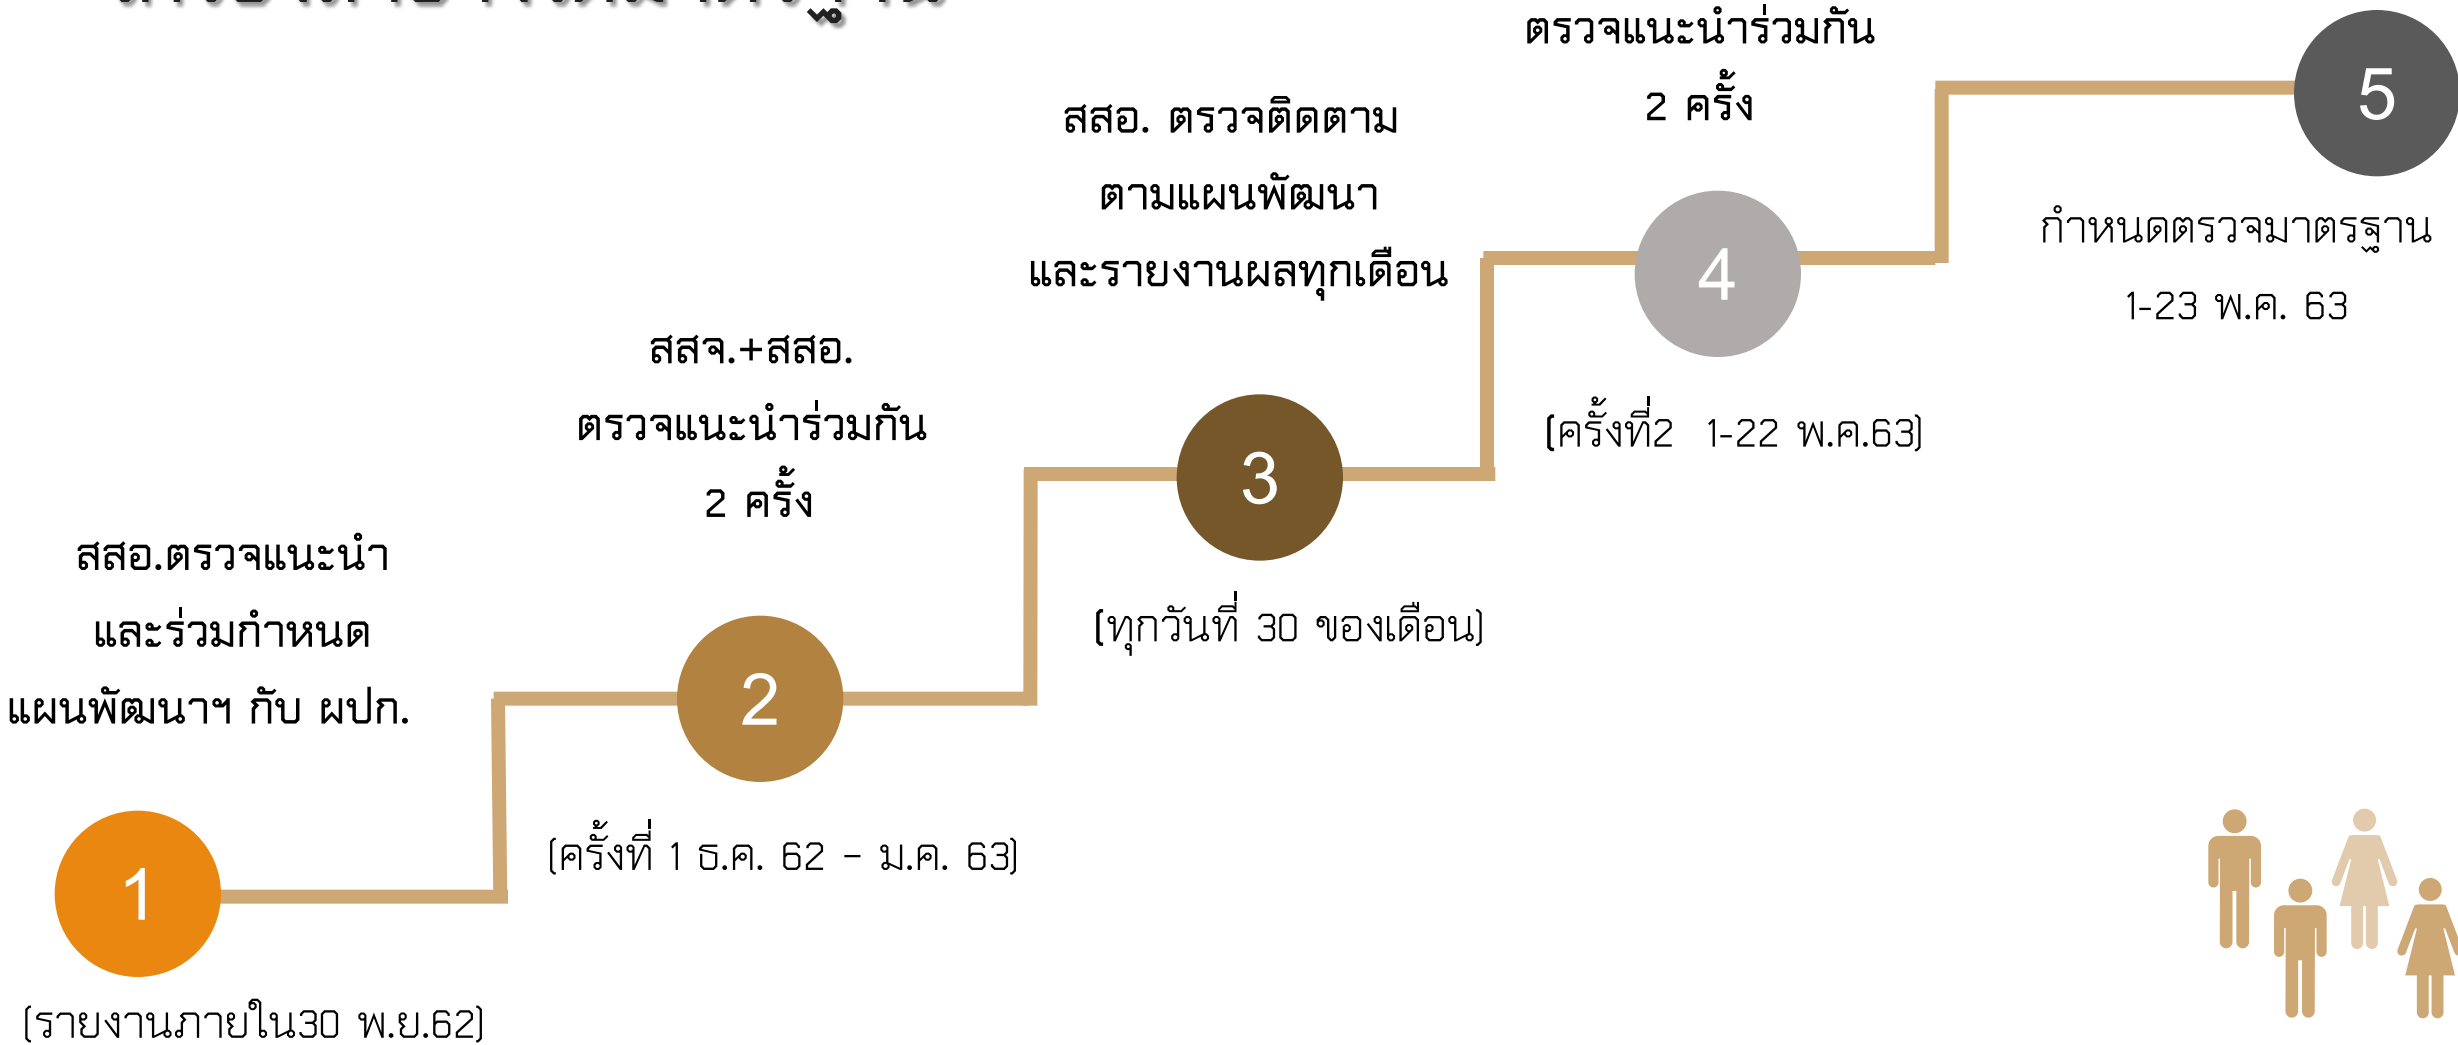 สสอ.ตรวจแนะนำ
และร่วมกำหนด
แผนพัฒนาฯ กับ ผปก.
1
(รายงานภายใน30 พ.ย.62)
สสจ.+สสอ.
ตรวจแนะนำร่วมกัน
2 ครั้ง
2
(ครั้งที่ 1 ธ.ค. 62 - ม.ค. 63)
สสอ. ตรวจติดตาม
ตามแผนพัฒนา
และรายงานผลทุกเดือน
3
(ทุกวันที่ 30 ของเดือน)
ตรวจแนะนำร่วมกัน
2 ครั้ง
4
(ครั้งที่2 1-22 พ.ค.63)
5
กำหนดตรวจมาตรฐาน
1-23 พ.ค. 63